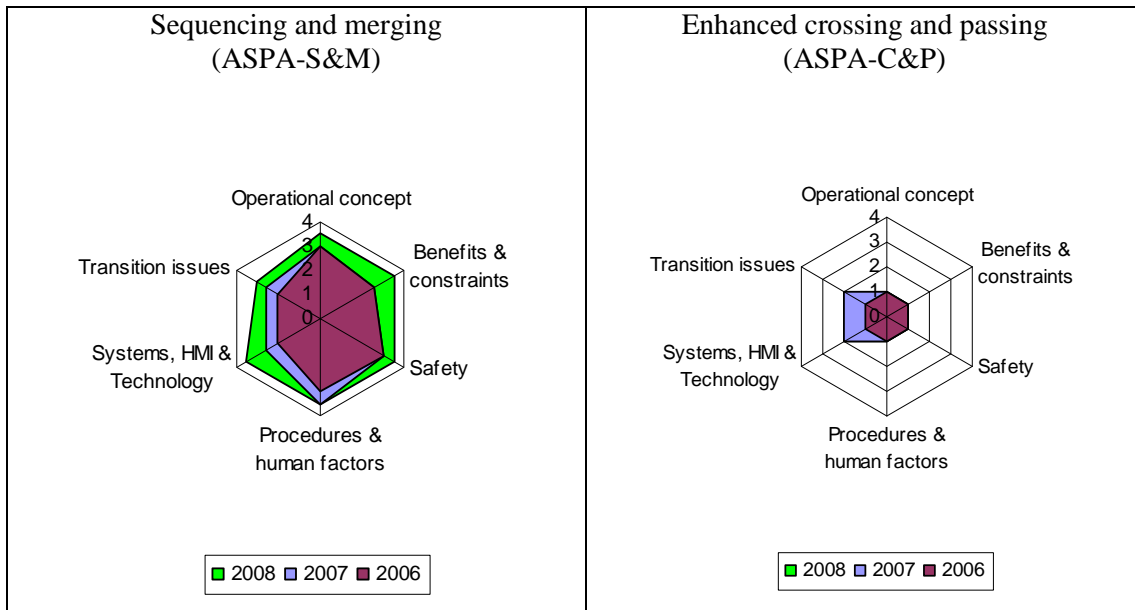 Sequencing and merging
(ASPA-S&M)
Operational concept
4
3
2
1
0
Benefits &
constraints
Transition issues
Systems, HMI &
Technology
Safety
Procedures &
human factors
2008 2007 2006
Enhanced crossing and passing
(ASPA-C&P)
Operational concept
4
3
2
1
0
Benefits &
constraints
Transition issues
Systems, HMI &
Technology
Safety
Procedures &
human factors
2008 2007 2006